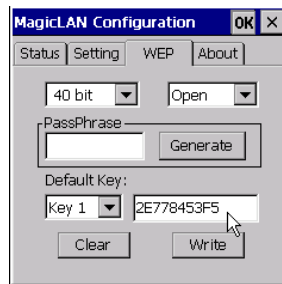 MagicLAN Configuration OK ×
Status Setting WEP About
40 bit Open
PassPhrase
Generate
Default Key:
Key 1 2E778453F5
Clear Write